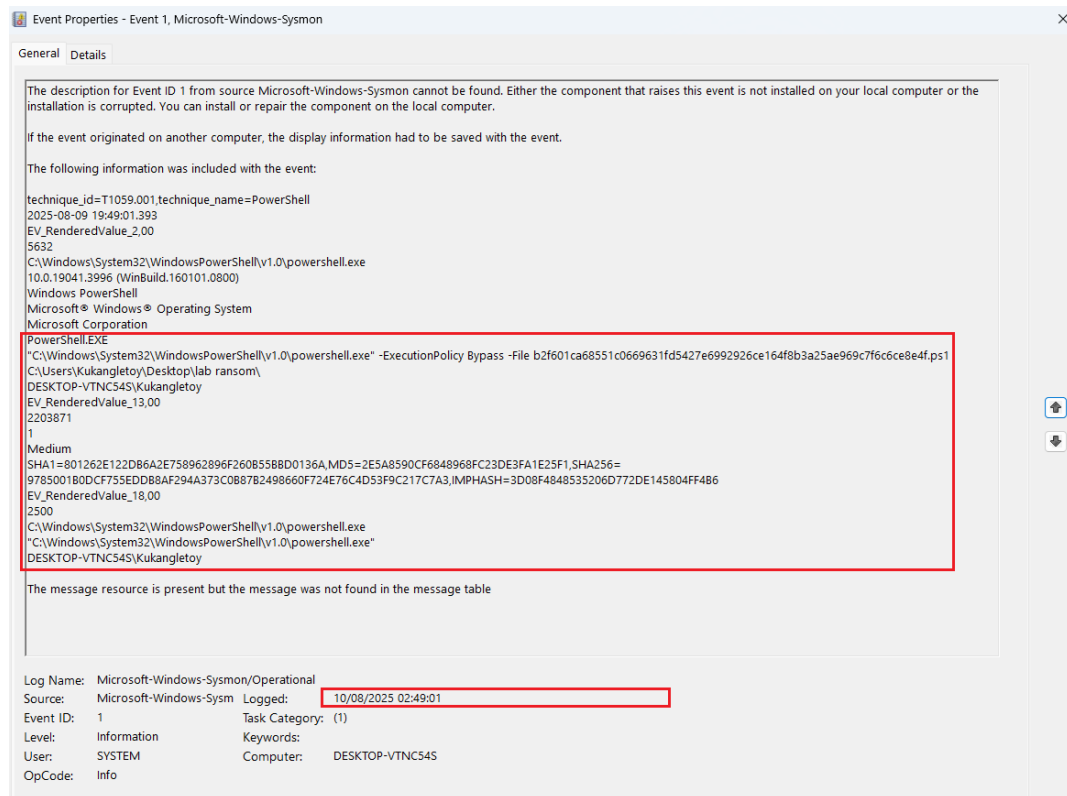 Event Properties - Event 1, Microsoft-Windows-Sysmon
General Details
The description for Event ID 1 from source Microsoft-Windows-Sysmon cannot be found. Either the component that raises this event is not installed on your local computer or the
installation is corrupted. You can install or repair the component on the local computer.
If the event originated on another computer, the display information had to be saved with the event.
The following information was included with the event:
technique_id=T1059.001,technique_name=PowerShell
2025-08-09 19:49:01.393
EV_RenderedValue_2,00
5632
C:\Windows\System32\WindowsPowerShell\v1.0\powershell.exe
10.0.19041.3996 (WinBuild.160101.0800)
Windows PowerShell
Microsoft® Windows® Operating System
Microsoft Corporation
PowerShell.EXE
"C:\Windows\System32\WindowsPowerShell\v1.0\powershell.exe" -ExecutionPolicy Bypass -File b2f601ca68551c0669631fd5427e6992926ce164f8b3a25ae969c7f6c6ce8e4f.ps1
C:\Users\Kukangletoy\Desktop\lab ransom\
DESKTOP-VTNC54S\Kukangletoy
EV_RenderedValue_13,00
2203871
1
Medium
SHA1=801262E122DB6A2E758962896F260B55BBD0136A,MD5=2E5A8590CF6848968FC23DE3FA1E25F1,SHA256=
9785001B0DCF755EDDB8AF294A373C0B87B2498660F724E76C4D53F9C217C7A3,IMPHASH=3D08F4848535206D772DE145804FF4B6
EV_RenderedValue_18,00
2500
C:\Windows\System32\WindowsPowerShell\v1.0\powershell.exe
"C:\Windows\System32\WindowsPowerShell\v1.0\powershell.exe"
DESKTOP-VTNC54S\Kukangletoy
The message resource is present but the message was not found in the message table
Log Name: Microsoft-Windows-Sysmon/Operational
Source: Microsoft-Windows-Sysm Logged: 10/08/2025 02:49:01
Event ID: 1 Task Category: (1)
Level: Information Keywords:
User: SYSTEM Computer: DESKTOP-VTNC54S
OpCode: Info